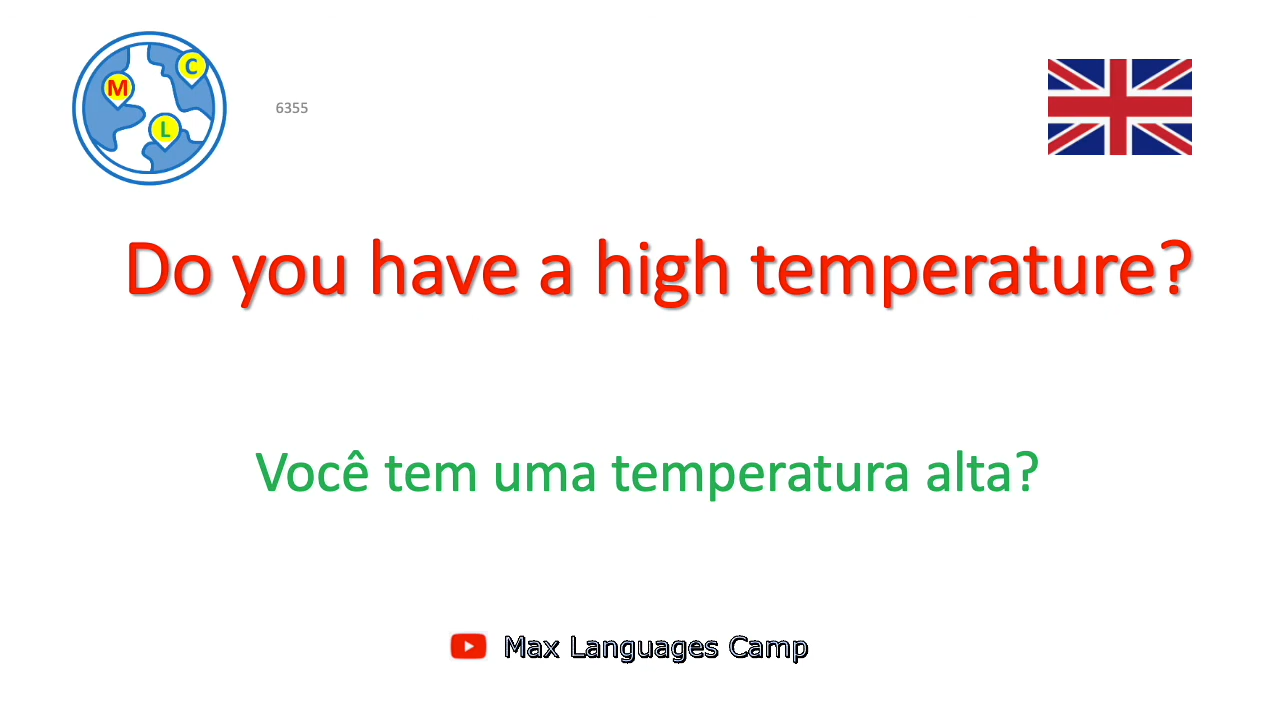 M
C
L
6355
Do you have a high temperature?
Você tem uma temperatura alta?
Max Languages Camp